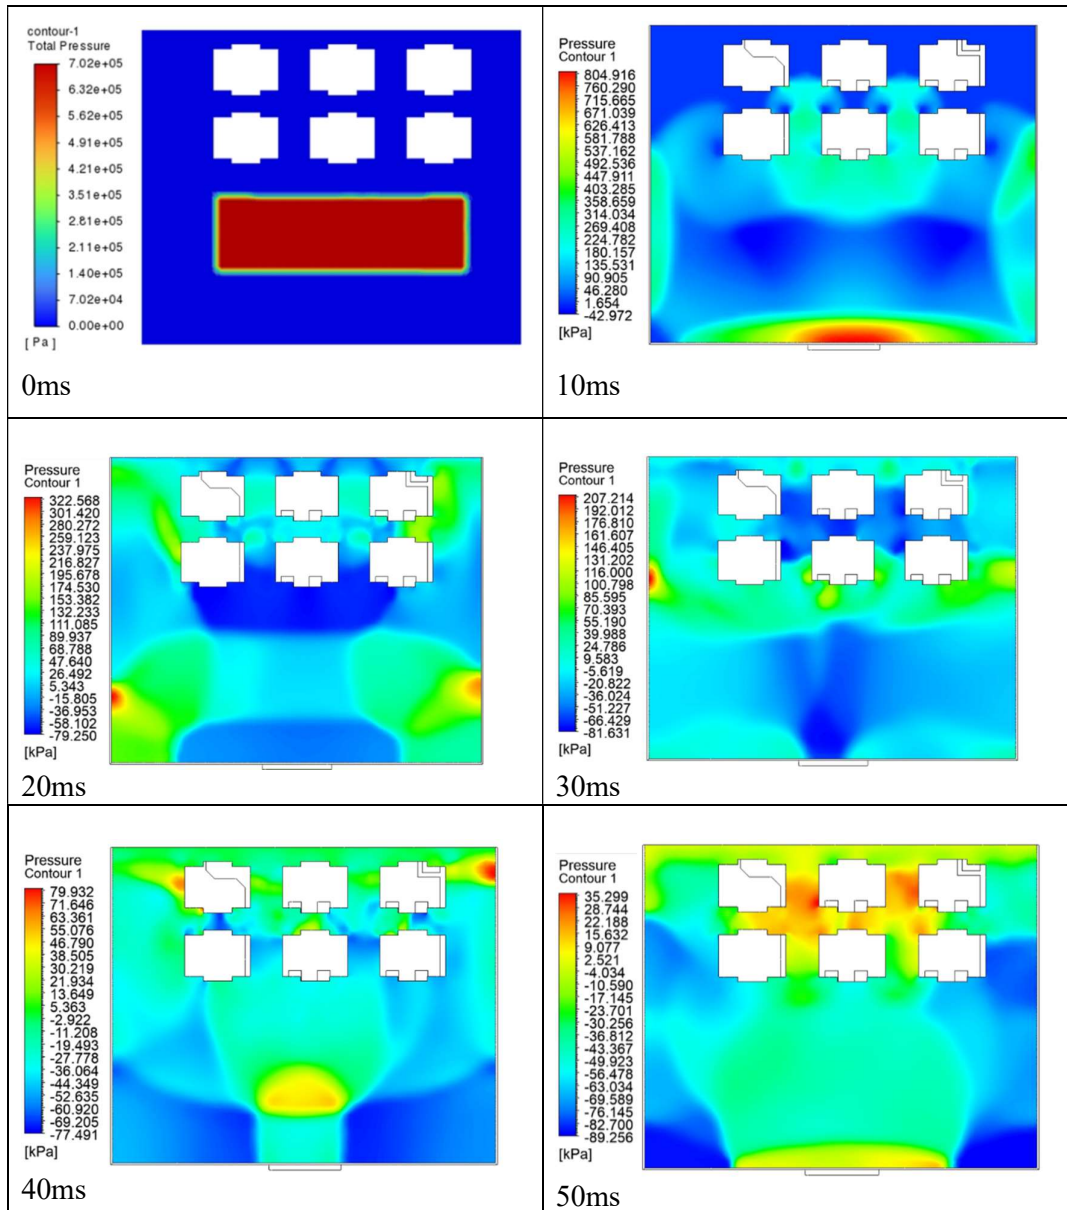 contour-1
Total Pressure
7.02e+05
6.32e+05
5.62e+05
4.91e+05
4.21e+05
3.51e+05
2.81e+05
2.11e+05
1.40e+05
7.02e+04
0.00e+00
[ Pa ]
0ms
Pressure
Contour 1
804.916
760.290
715.665
671.039
626.413
581.788
537.162
492.536
447.911
403.285
358.659
314.034
269.408
224.782
180.157
135.531
90.905
46.280
1.654
-42.972
[kPa]
10ms
Pressure
Contour 1
322.568
301.420
280.272
259.123
237.975
216.827
195.678
174.530
153.382
132.233
111.085
89.937
68.788
47.640
26.492
5.343
-15.805
-36.953
-58.102
-79.250
[kPa]
20ms
Pressure
Contour 1
207.214
192.012
176.810
161.607
146.405
131.202
116.000
100.798
85.595
70.393
55.190
39.988
24.786
9.583
-5.619
-20.822
-36.024
-51.227
-66.429
-81.631
[kPa]
30ms
Pressure
Contour 1
79.932
71.646
63.361
55.076
46.790
38.505
30.219
21.934
13.649
5.363
-2.922
-11.208
-19.493
-27.778
-36.064
-44.349
-52.635
-60.920
-69.205
-77.491
[kPa]
40ms
Pressure
Contour 1
35.299
28.744
22.188
15.632
9.077
2.521
-4.034
-10.590
-17.145
-23.701
-30.256
-36.812
-43.367
-49.923
-56.478
-63.034
-69.589
-76.145
-82.700
-89.256
[kPa]
50ms